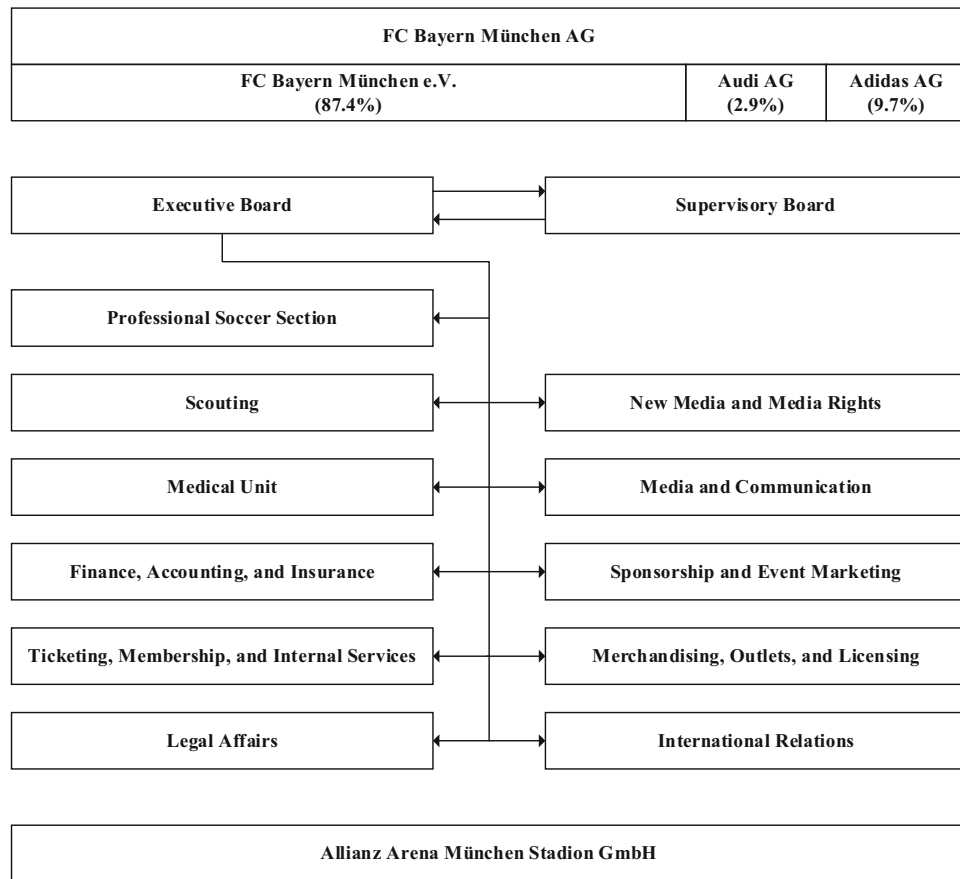 FC Bayern München AG
FC Bayern München e.V.
(87.4%)
Audi AG
(2.9%)
Adidas AG
(9.7%)
Executive Board
Supervisory Board
Professional Soccer Section
Scouting
New Media and Media Rights
Medical Unit
Media and Communication
Finance, Accounting, and Insurance
Sponsorship and Event Marketing
Ticketing, Membership, and Internal Services
Merchandising, Outlets, and Licensing
Legal Affairs
International Relations
Allianz Arena München Stadion GmbH